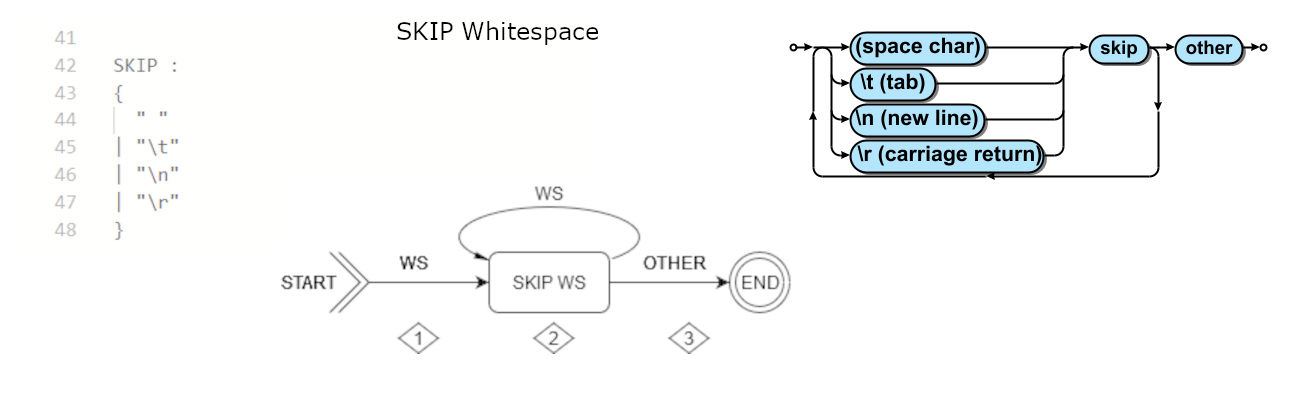 SKIP Whitespace
41
42 SKIP :
43 {
44 " "
45 | "\t"
46 | "\n"
47 | "\r"
48 }
(space char)
\t (tab)
\n (new line)
\r (carriage return)
skip
other
WS
START
WS
SKIP WS
OTHER
END
1
2
3